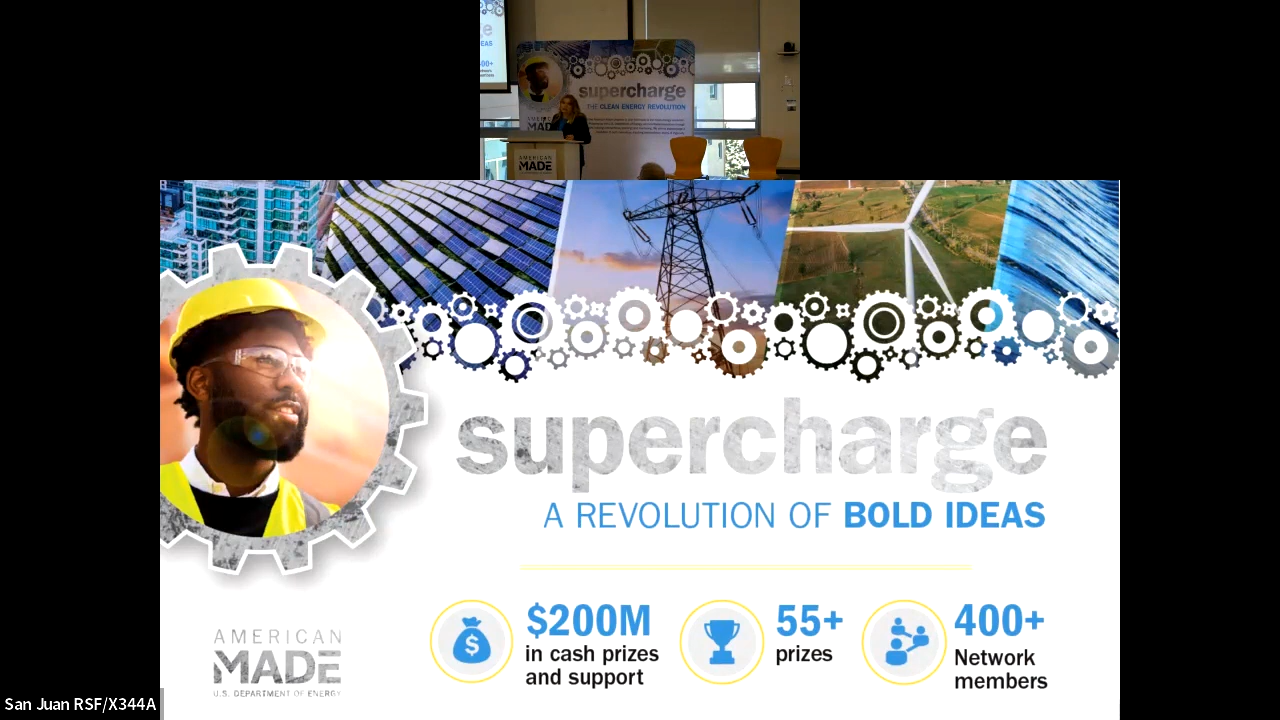 supercharge
THE CLEAN ENERGY REVOLUTION
AMERICAN
MADE
supercharge
A REVOLUTION OF BOLD IDEAS
$200M
in cash prizes
and support
55+
prizes
400+
Network
members
AMERICAN
MADE
U.S. DEPARTMENT OF ENERGY
San Juan RSF/X344A